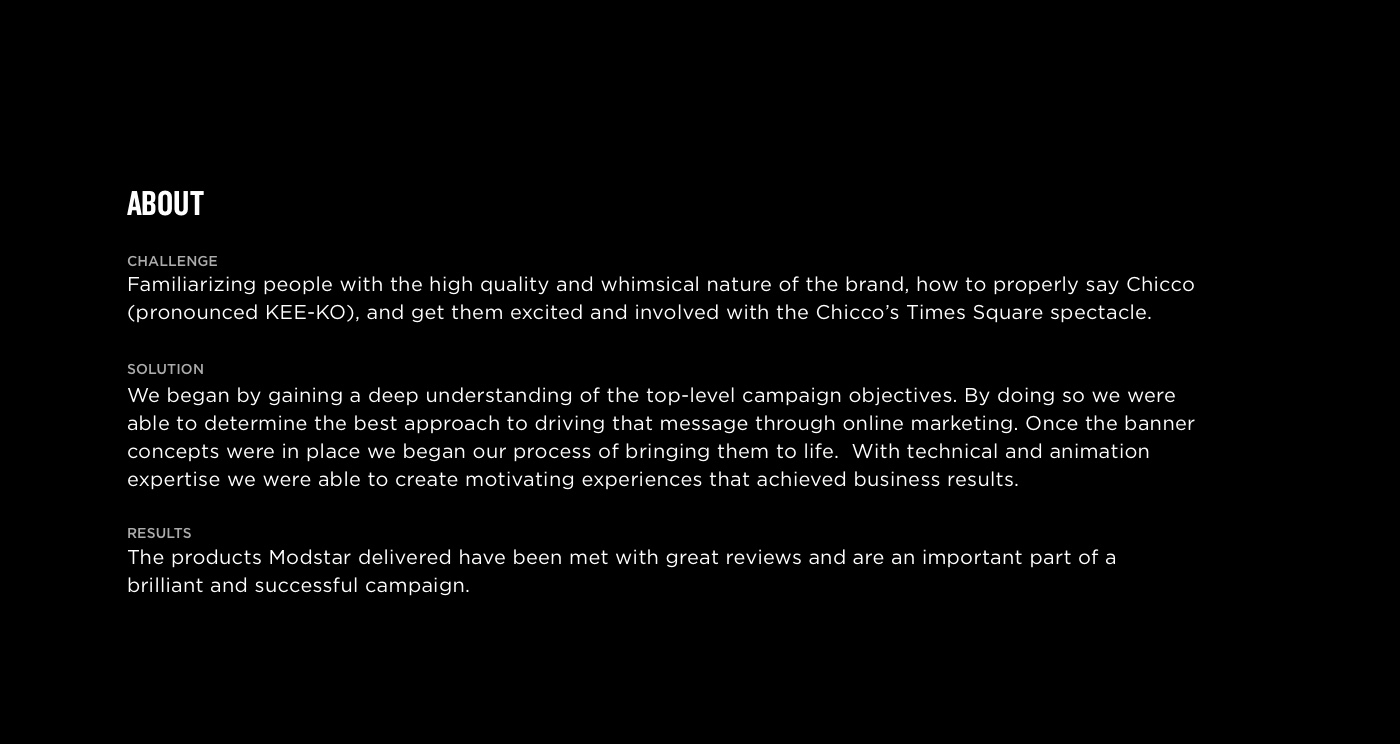 ABOUT
CHALLENGE
Familiarizing people with the high quality and whimsical nature of the brand, how to properly say Chicco
(pronounced KEE-KO), and get them excited and involved with the Chicco’s Times Square spectacle.
SOLUTION
We began by gaining a deep understanding of the top-level campaign objectives. By doing so we were
able to determine the best approach to driving that message through online marketing. Once the banner
concepts were in place we began our process of bringing them to life.  With technical and animation
expertise we were able to create motivating experiences that achieved business results.
RESULTS
The products Modstar delivered have been met with great reviews and are an important part of a
brilliant and successful campaign.